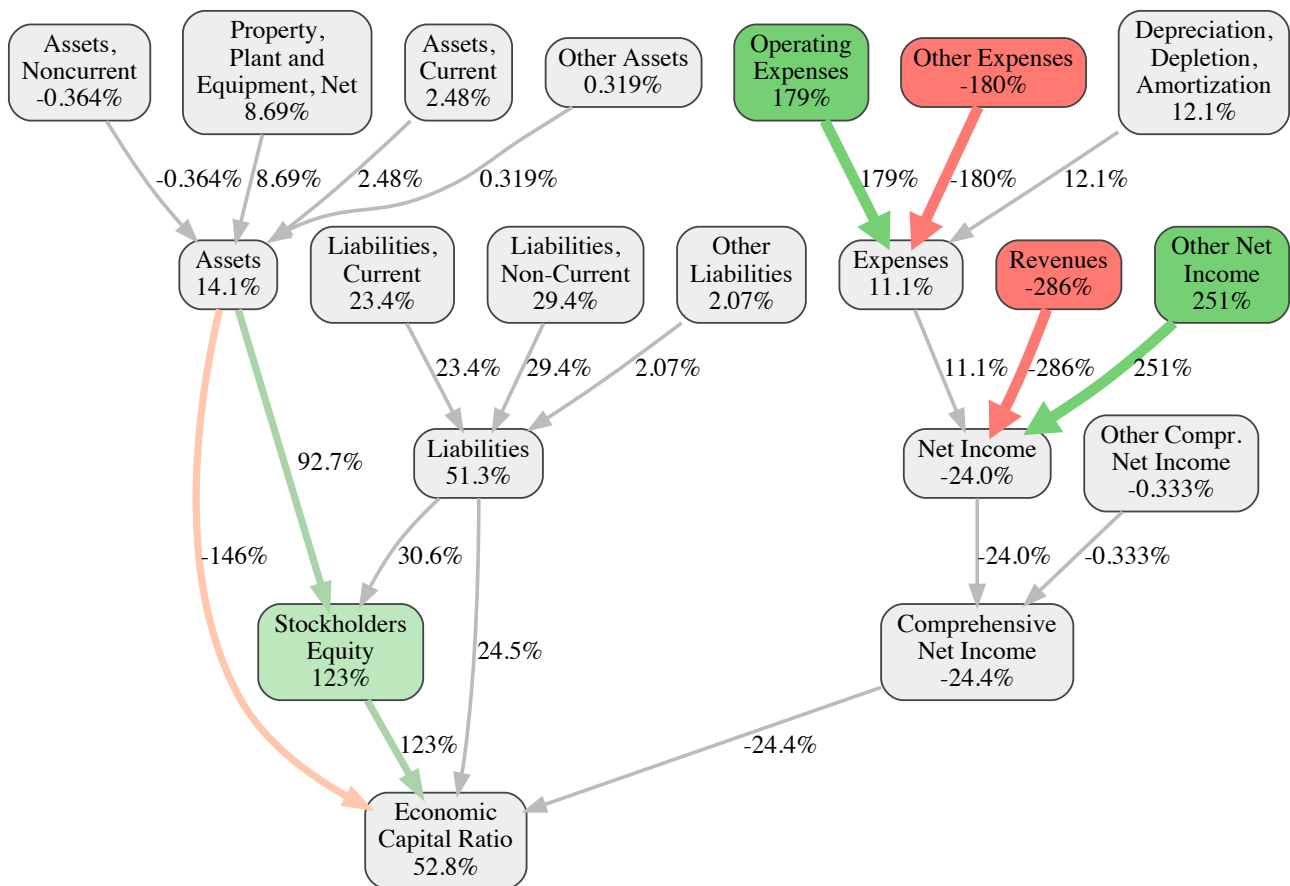 Assets,
Noncurrent
-0.364%
Property,
Plant and
Equipment, Net
8.69%
Assets,
Current
2.48%
Other Assets
0.319%
Operating
Expenses
179%
Other Expenses
-180%
Depreciation,
Depletion,
Amortization
12.1%
-0.364%
8.69%
2.48%
0.319%
179%
-180%
12.1%
Assets
14.1%
Liabilities,
Current
23.4%
Liabilities,
Non-Current
29.4%
Other
Liabilities
2.07%
Expenses
11.1%
Revenues
-286%
Other Net
Income
251%
23.4%
29.4%
2.07%
11.1%
-286%
251%
92.7%
Liabilities
51.3%
Net Income
-24.0%
Other Compr.
Net Income
-0.333%
-146%
30.6%
-24.0%
-0.333%
Stockholders
Equity
123%
24.5%
Comprehensive
Net Income
-24.4%
123%
-24.4%
Economic
Capital Ratio
52.8%